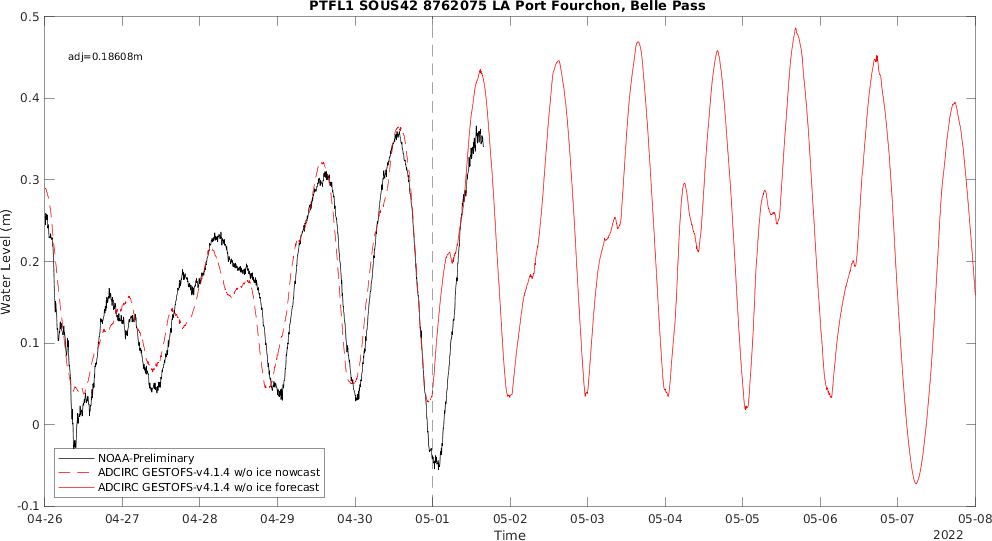 PTFL1 SOUS42 8762075 LA Port Fourchon, Belle Pass
0.5
adj=0.18608m
0.4
0.3
Water Level (m)
0.2
0.1
0
NOAA-Preliminary
ADCIRC GESTOFS-v4.1.4 w/o ice nowcast
ADCIRC GESTOFS-v4.1.4 w/o ice forecast
-0.1
04-26 04-27 04-28 04-29 04-30 05-01 05-02 05-03 05-04 05-05 05-06 05-07 05-08
Time
2022